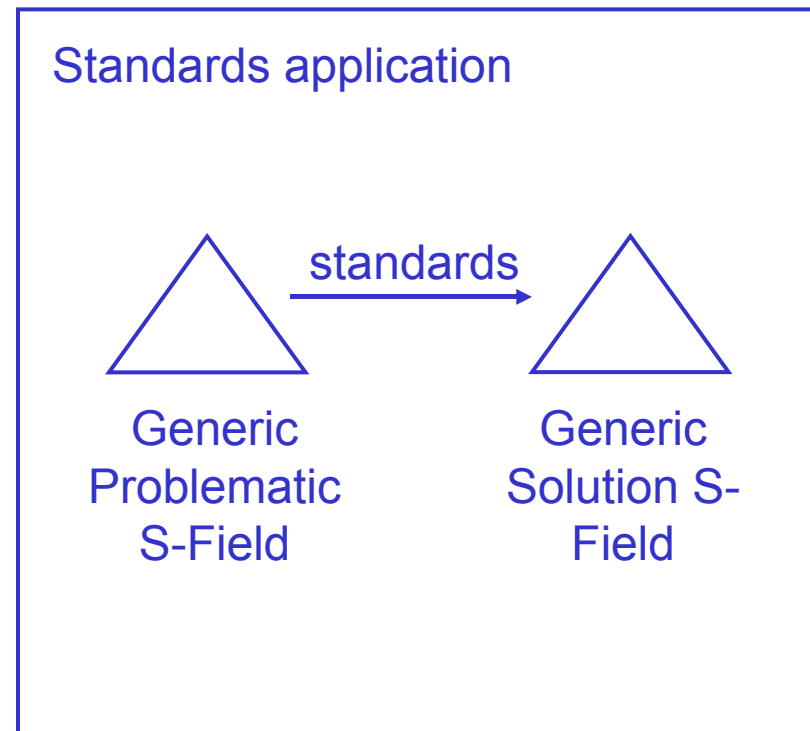 Standards application
standards
Generic
Problematic
S-Field
Generic
Solution S-
Field